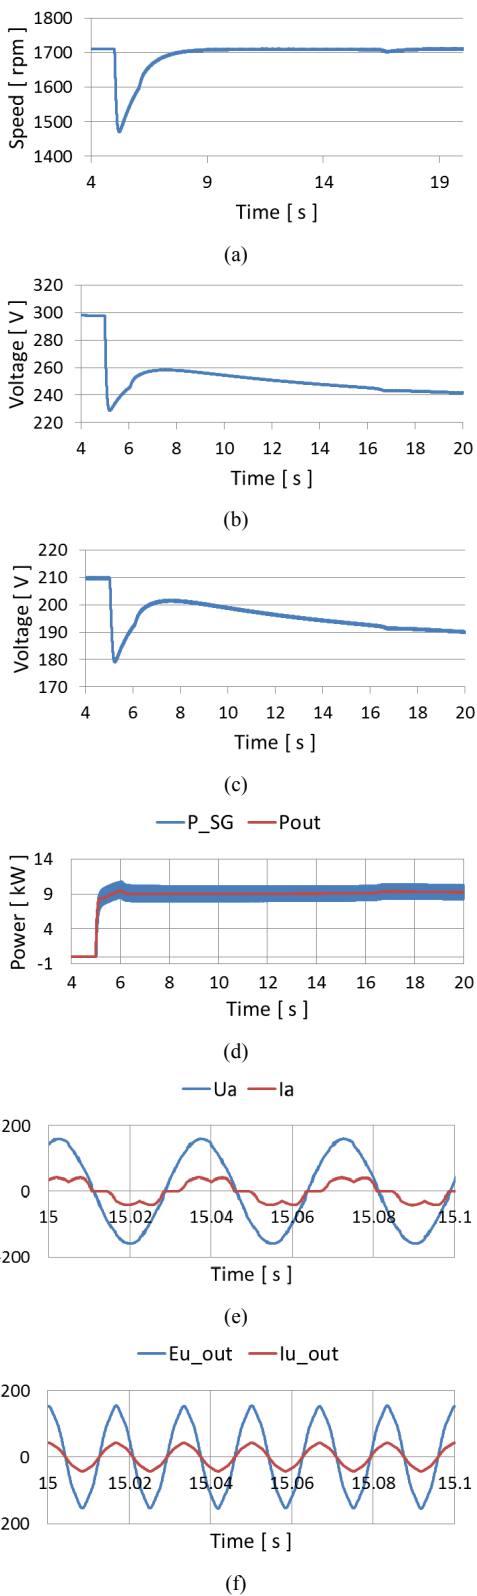 1800
1700
1600
1500
1400
Speed [ rpm ]
4 9 14 19
Time [ s ]
(a)
320
300
280
260
240
220
Voltage [ V ]
4 6 8 10 12 14 16 18 20
Time [ s ]
(b)
220
210
200
190
180
170
Voltage [ V ]
4 6 8 10 12 14 16 18 20
Time [ s ]
(c)
P_SG Pout
14
9
4
-1
Power [ kW ]
4 6 8 10 12 14 16 18 20
Time [ s ]
(d)
Ua Ia
200
0
15 15.02 15.04 15.06 15.08 15.1
-200
Time [ s ]
(e)
Eu_out Iu_out
200
0
15 15.02 15.04 15.06 15.08 15.1
200
Time [ s ]
(f)